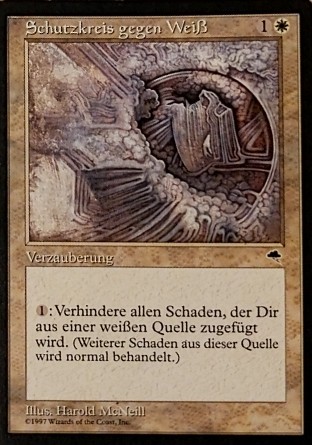 Schutzkreis gegen Weiß 1
Verzauberung
1: Verhindere allen Schaden, der Dir
aus einer weißen Quelle zugefügt
wird. (Weiterer Schaden aus dieser Quelle
wird normal behandelt.)
Illus. Harold McNeill
©1997 Wizards of the Coast, Inc.